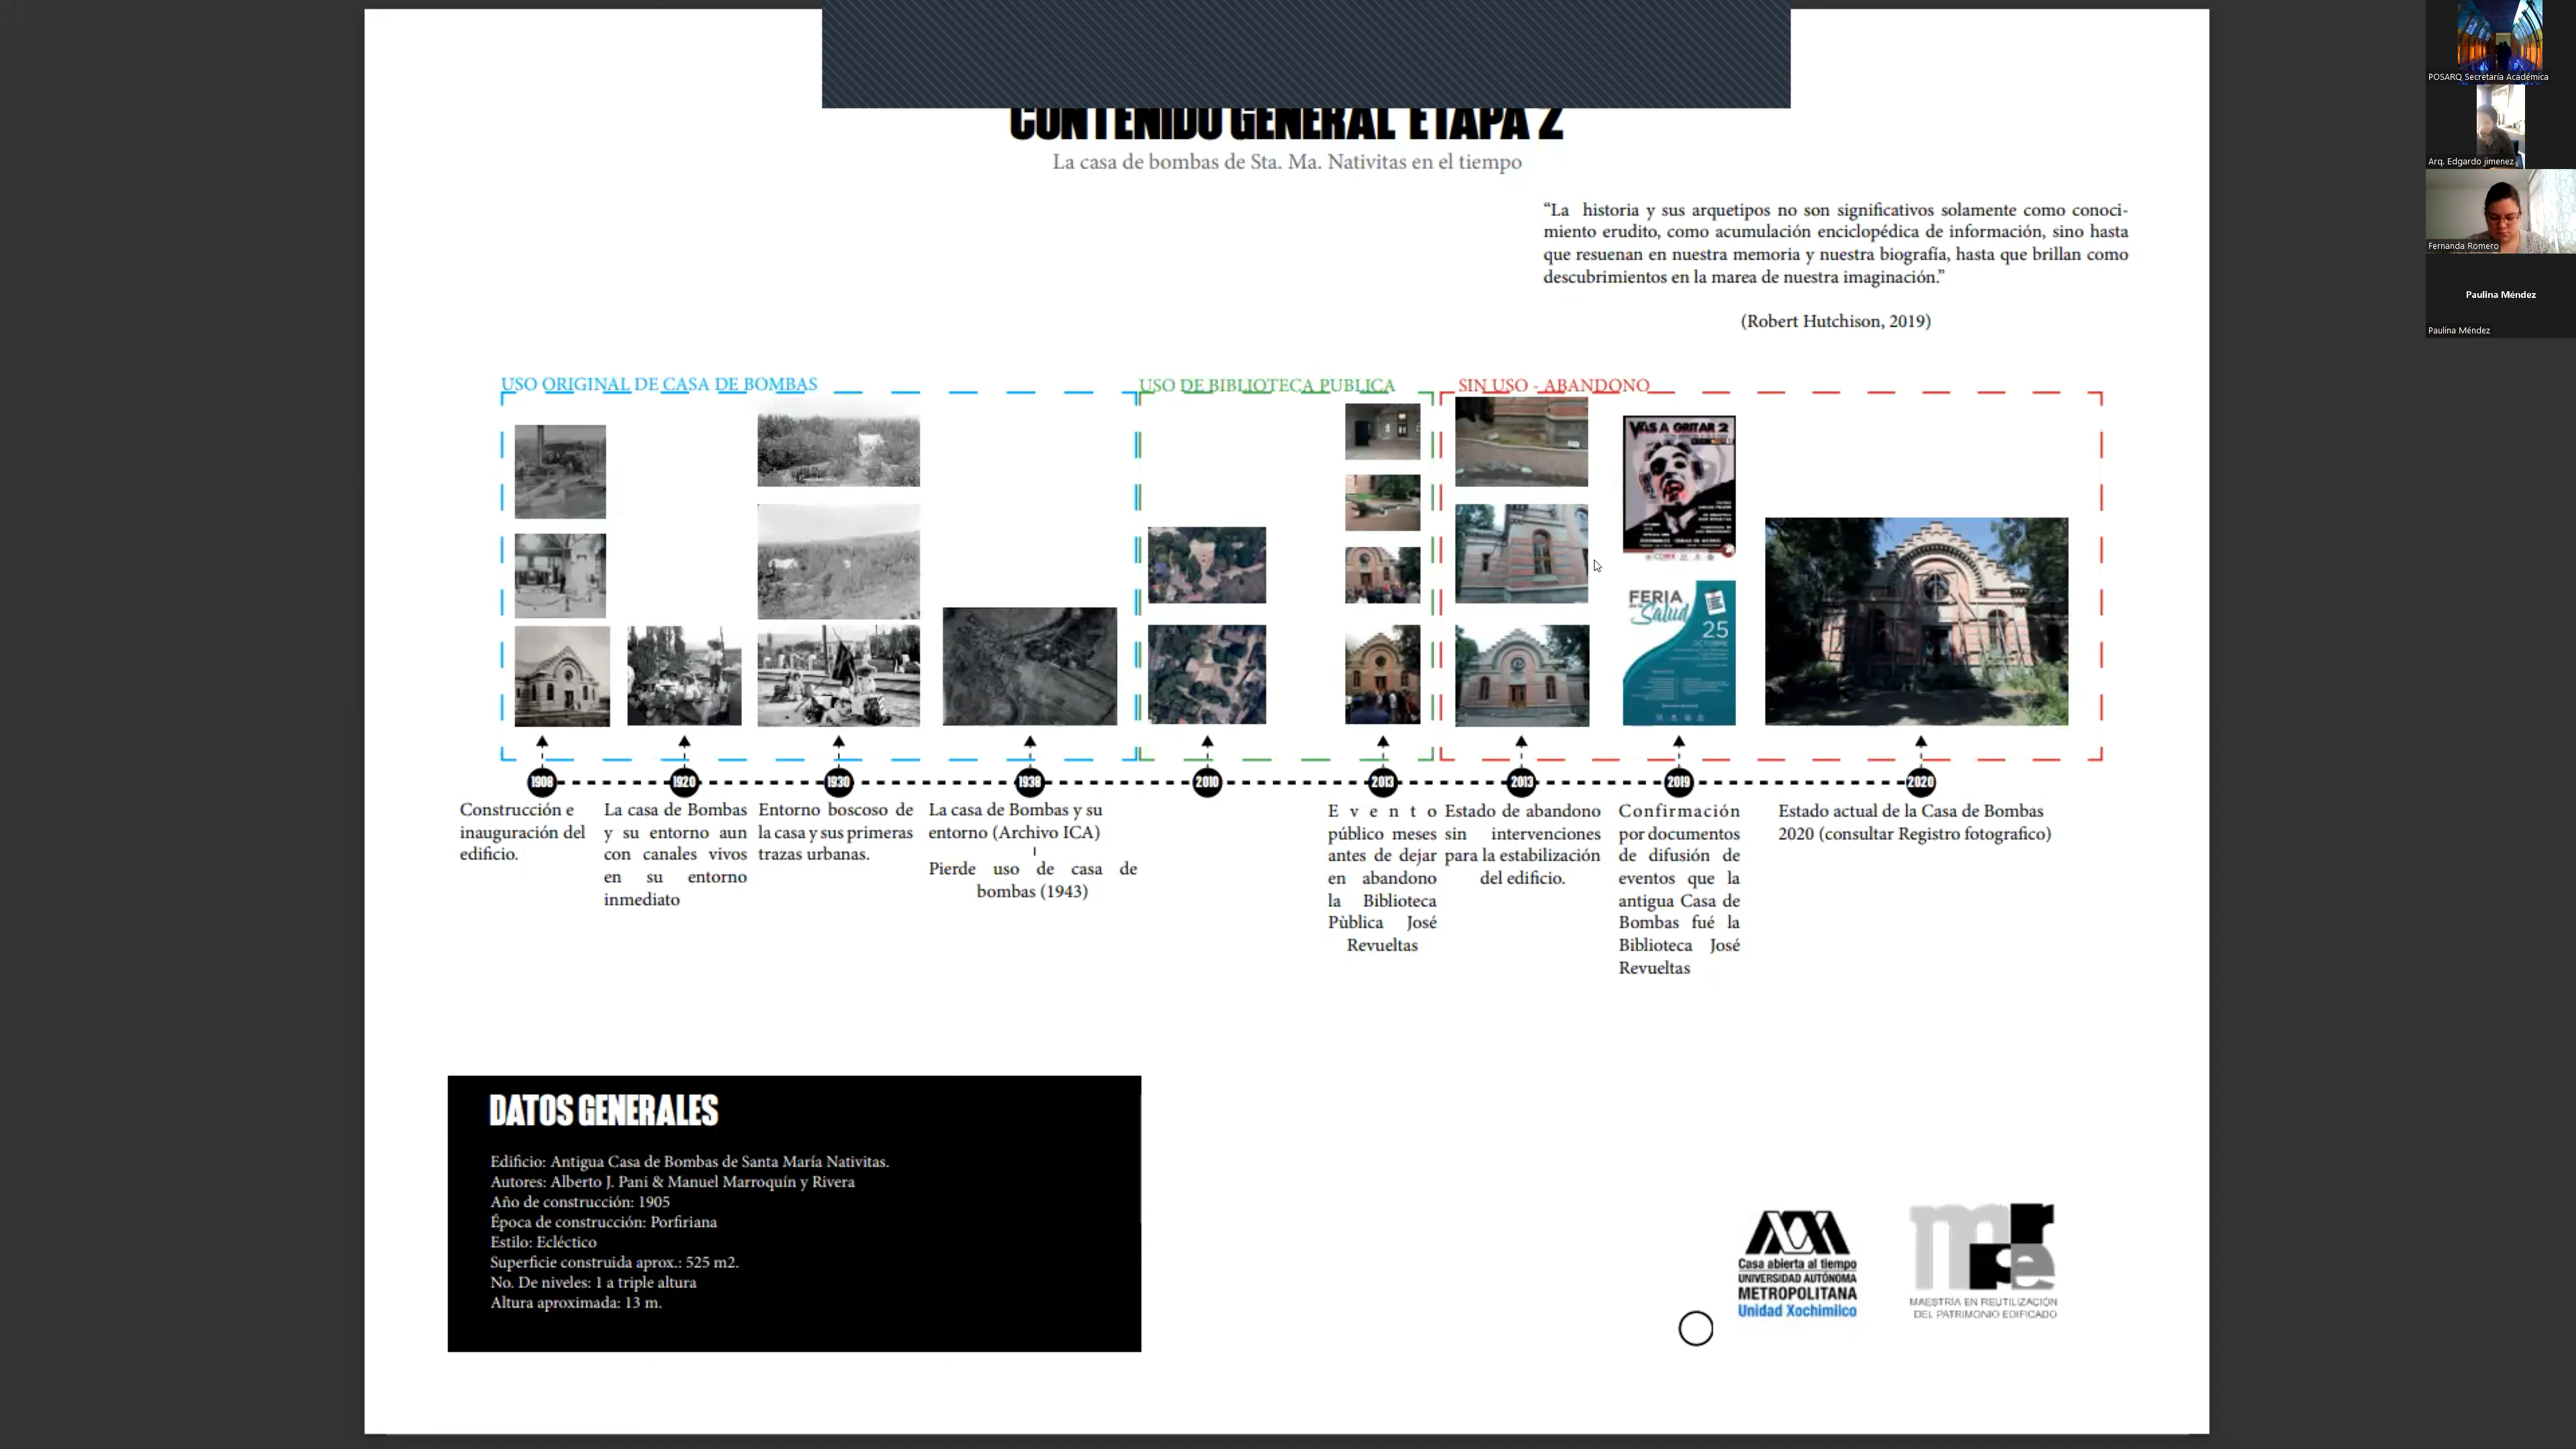 CONTENIDO GENERAL ETAPA 2
La casa de bombas de Sta. Ma. Nativitas en el tiempo
“La historia y sus arquetipos no son significativos solamente como conoci-
miento erudito, como acumulación enciclopédica de información, sino hasta
que resuenan en nuestra memoria y nuestra biografía, hasta que brillan como
descubrimientos en la marea de nuestra imaginación.”
(Robert Hutchison, 2019)
USO ORIGINAL DE CASA DE BOMBAS
USO DE BIBLIOTECA PUBLICA
SIN USO - ABANDONO
VAS A GRITAR 2
FERIA
de la
Salud
25
OCTUBRE
1908
1920
1930
1938
2010
2013
2013
2019
2020
Construcción e
inauguración del
edificio.
La casa de Bombas
y su entorno aun
con canales vivos
en su entorno
inmediato
Entorno boscoso de
la casa y sus primeras
trazas urbanas.
La casa de Bombas y su
entorno (Archivo ICA)
Pierde uso de casa de
bombas (1943)
Evento
público meses
antes de dejar
en abandono
la Biblioteca
Pùblica José
Revueltas
Estado de abandono
sin intervenciones
para la estabilización
del edificio.
Confirmación
por documentos
de difusión de
eventos que la
antigua Casa de
Bombas fué la
Biblioteca José
Revueltas
Estado actual de la Casa de Bombas
2020 (consultar Registro fotografico)
DATOS GENERALES
Edificio: Antigua Casa de Bombas de Santa María Nativitas.
Autores: Alberto J. Pani & Manuel Marroquín y Rivera
Año de construcción: 1905
Época de construcción: Porfiriana
Estilo: Ecléctico
Superficie construida aprox.: 525 m2.
No. De niveles: 1 a triple altura
Altura aproximada: 13 m.
Casa abierta al tiempo
UNIVERSIDAD AUTÓNOMA
METROPOLITANA
Unidad Xochimilco
mrpe
MAESTRÍA EN REUTILIZACIÓN
DEL PATRIMONIO EDIFICADO
POSARQ Secretaría Académica
Arq. Edgardo jimenez
Fernanda Romero
Paulina Méndez
Paulina Méndez